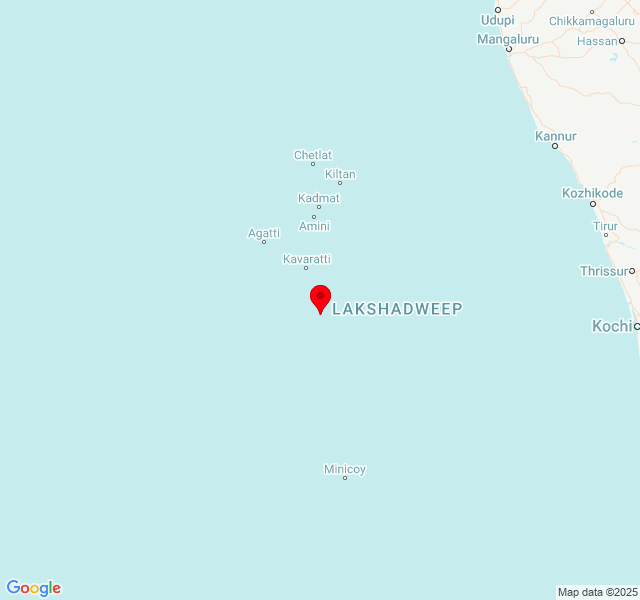 Udupi
Chikkamagaluru
Mangaluru
Hassan
Kannur
Chetlat
Kiltan
Kadmat
Kozhikode
Amini
Tirur
Agatti
Kavaratti
Thrissur
LAKSHADWEEP
Kochi
Minicoy
Google
Map data ©2025